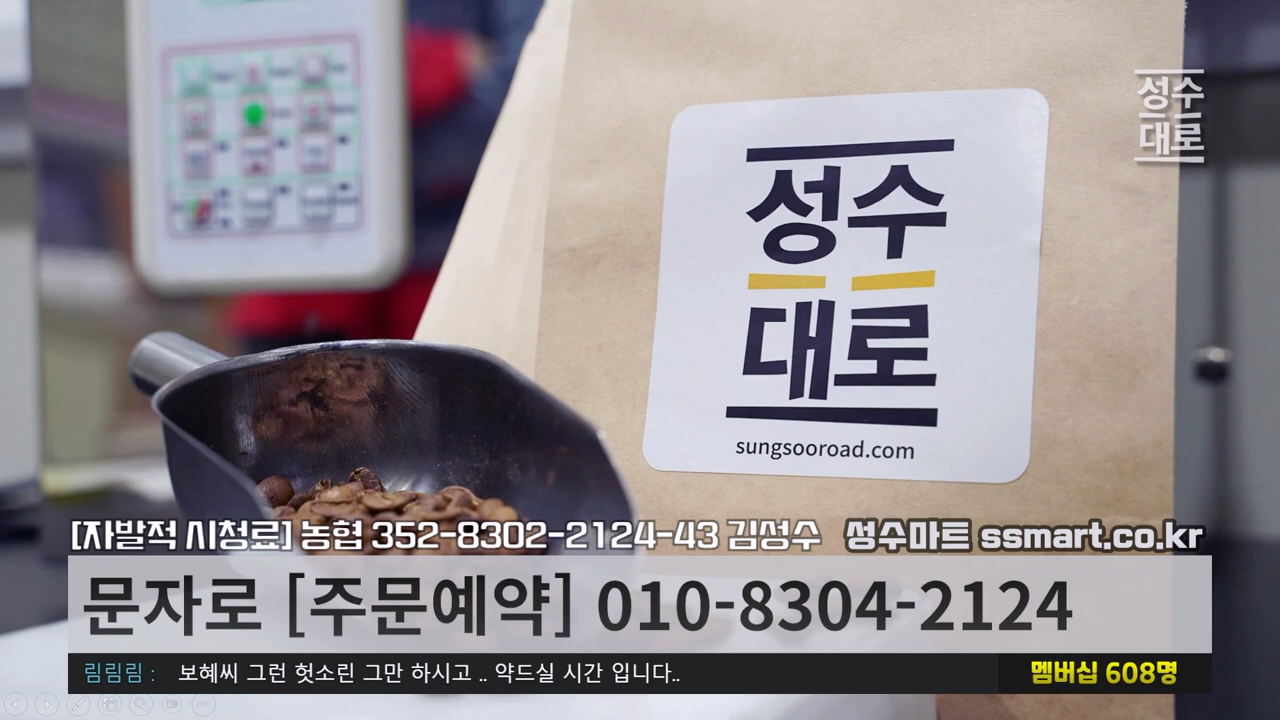 성수
대로
성수
대로
sungsooroad.com
[자발적 시청료] 농협 352-8302-2124-43 김성수 성수마트 ssmart.co.kr
문자로 [주문예약] 010-8304-2124
림림림 : 보혜씨 그런 헛소린 그만 하시고 .. 약드실 시간 입니다..
멤버십 608명